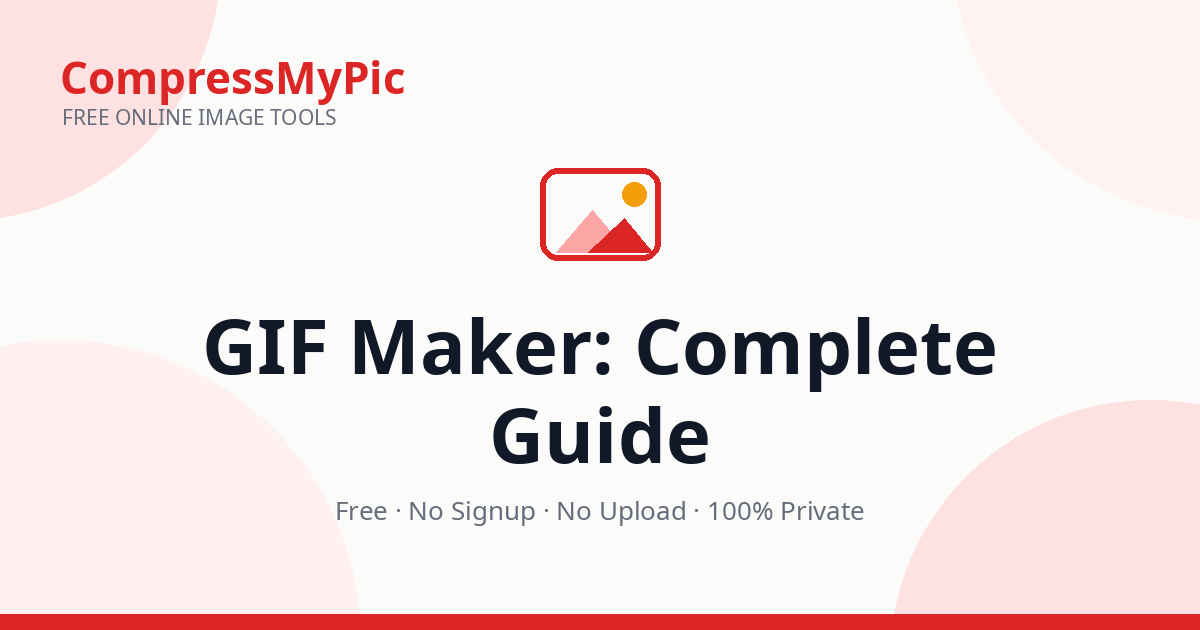 CompressMyPic
FREE ONLINE IMAGE TOOLS
GIF Maker: Complete
Guide
Free · No Signup · No Upload · 100% Private